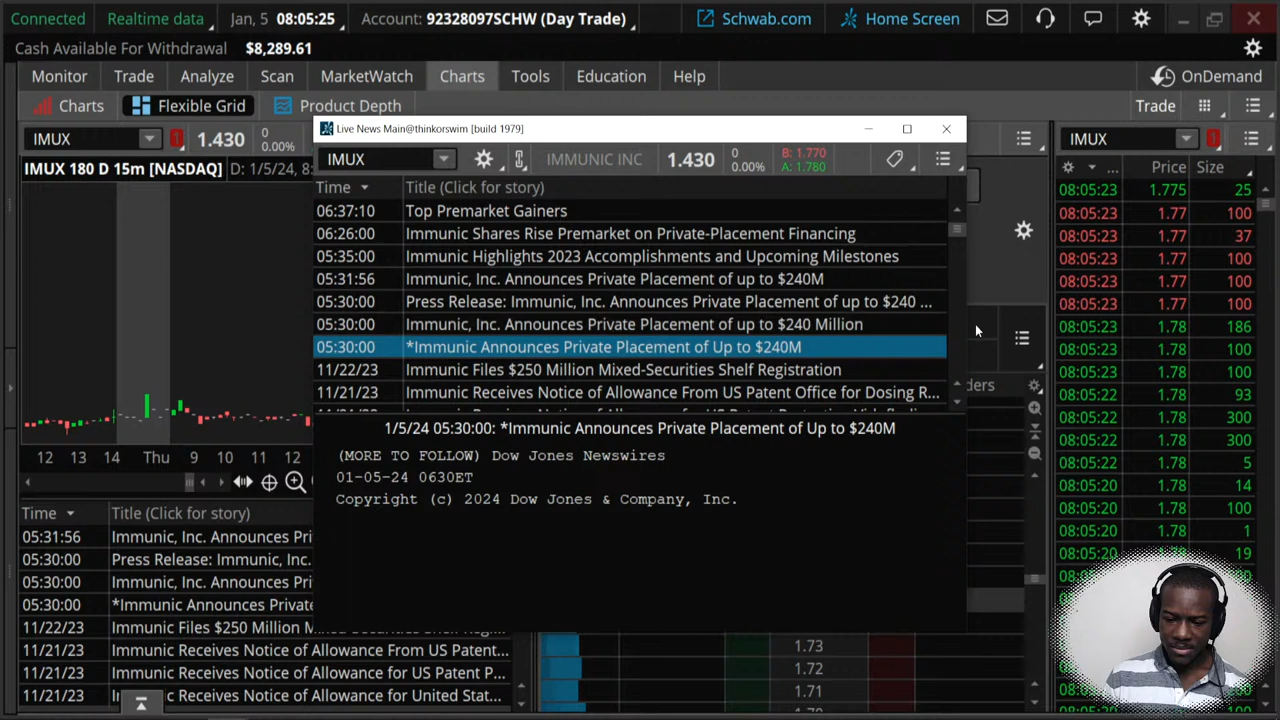 Connected Realtime data Jan, 5 08:05:25 Account: 92328097SCHW (Day Trade) Schwab.com Home Screen
Cash Available For Withdrawal $8,289.61
Monitor Trade Analyze Scan MarketWatch Charts Tools Education Help OnDemand
Charts Flexible Grid Product Depth Trade
IMUX 1 1.430 0 0.00%
IMUX 180 D 15m [NASDAQ] D: 1/5/24, 8:
12 13 14 Thu 9 10 11 12
Live News Main@thinkorswim [build 1979]
IMUX IMMUNIC INC 1.430 0 0.00% B: 1.770 A: 1.780
Time Title (Click for story)
06:37:10 Top Premarket Gainers
06:26:00 Immunic Shares Rise Premarket on Private-Placement Financing
05:35:00 Immunic Highlights 2023 Accomplishments and Upcoming Milestones
05:31:56 Immunic, Inc. Announces Private Placement of up to $240M
05:30:00 Press Release: Immunic, Inc. Announces Private Placement of up to $240 ...
05:30:00 Immunic, Inc. Announces Private Placement of up to $240 Million
05:30:00 *Immunic Announces Private Placement of Up to $240M
11/22/23 Immunic Files $250 Million Mixed-Securities Shelf Registration
11/21/23 Immunic Receives Notice of Allowance From US Patent Office for Dosing R...
1/5/24 05:30:00: *Immunic Announces Private Placement of Up to $240M
(MORE TO FOLLOW) Dow Jones Newswires
01-05-24 0630ET
Copyright (c) 2024 Dow Jones & Company, Inc.
Time Title (Click for story)
05:31:56 Immunic, Inc. Announces Pri
05:30:00 Press Release: Immunic, Inc.
05:30:00 Immunic, Inc. Announces Pri
05:30:00 *Immunic Announces Private
11/22/23 Immunic Files $250 Million
11/21/23 Immunic Receives Notice of Allowance From US Patent...
11/21/23 Immunic Receives Notice of Allowance for US Patent P...
11/21/23 Receives Notice of Allowance for United Stat...
1.73
1.72
1.71
ders
IMUX 1
... Price Size
08:05:23 1.775 25
08:05:23 1.77 100
08:05:23 1.77 37
08:05:23 1.77 100
08:05:23 1.77 100
08:05:23 1.77 100
08:05:23 1.78 186
08:05:22 1.78 100
08:05:22 1.78 93
08:05:22 1.78 300
08:05:22 1.78 300
08:05:22 1.78 5
08:05:20 1.78 14
08:05:20 1.78 100
08:05:20 1.78 1
08:05:20 1.78 19